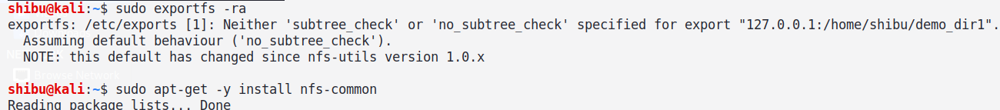 shibu@kali:~$ sudo exportfs -ra
exportfs: /etc/exports [1]: Neither 'subtree_check' or 'no_subtree_check' specified for export "127.0.0.1:/home/shibu/demo_dir1".
  Assuming default behaviour ('no_subtree_check').
  NOTE: this default has changed since nfs-utils version 1.0.x
Browse Network
shibu@kali:~$ sudo apt-get -y install nfs-common
Reading package lists... Done